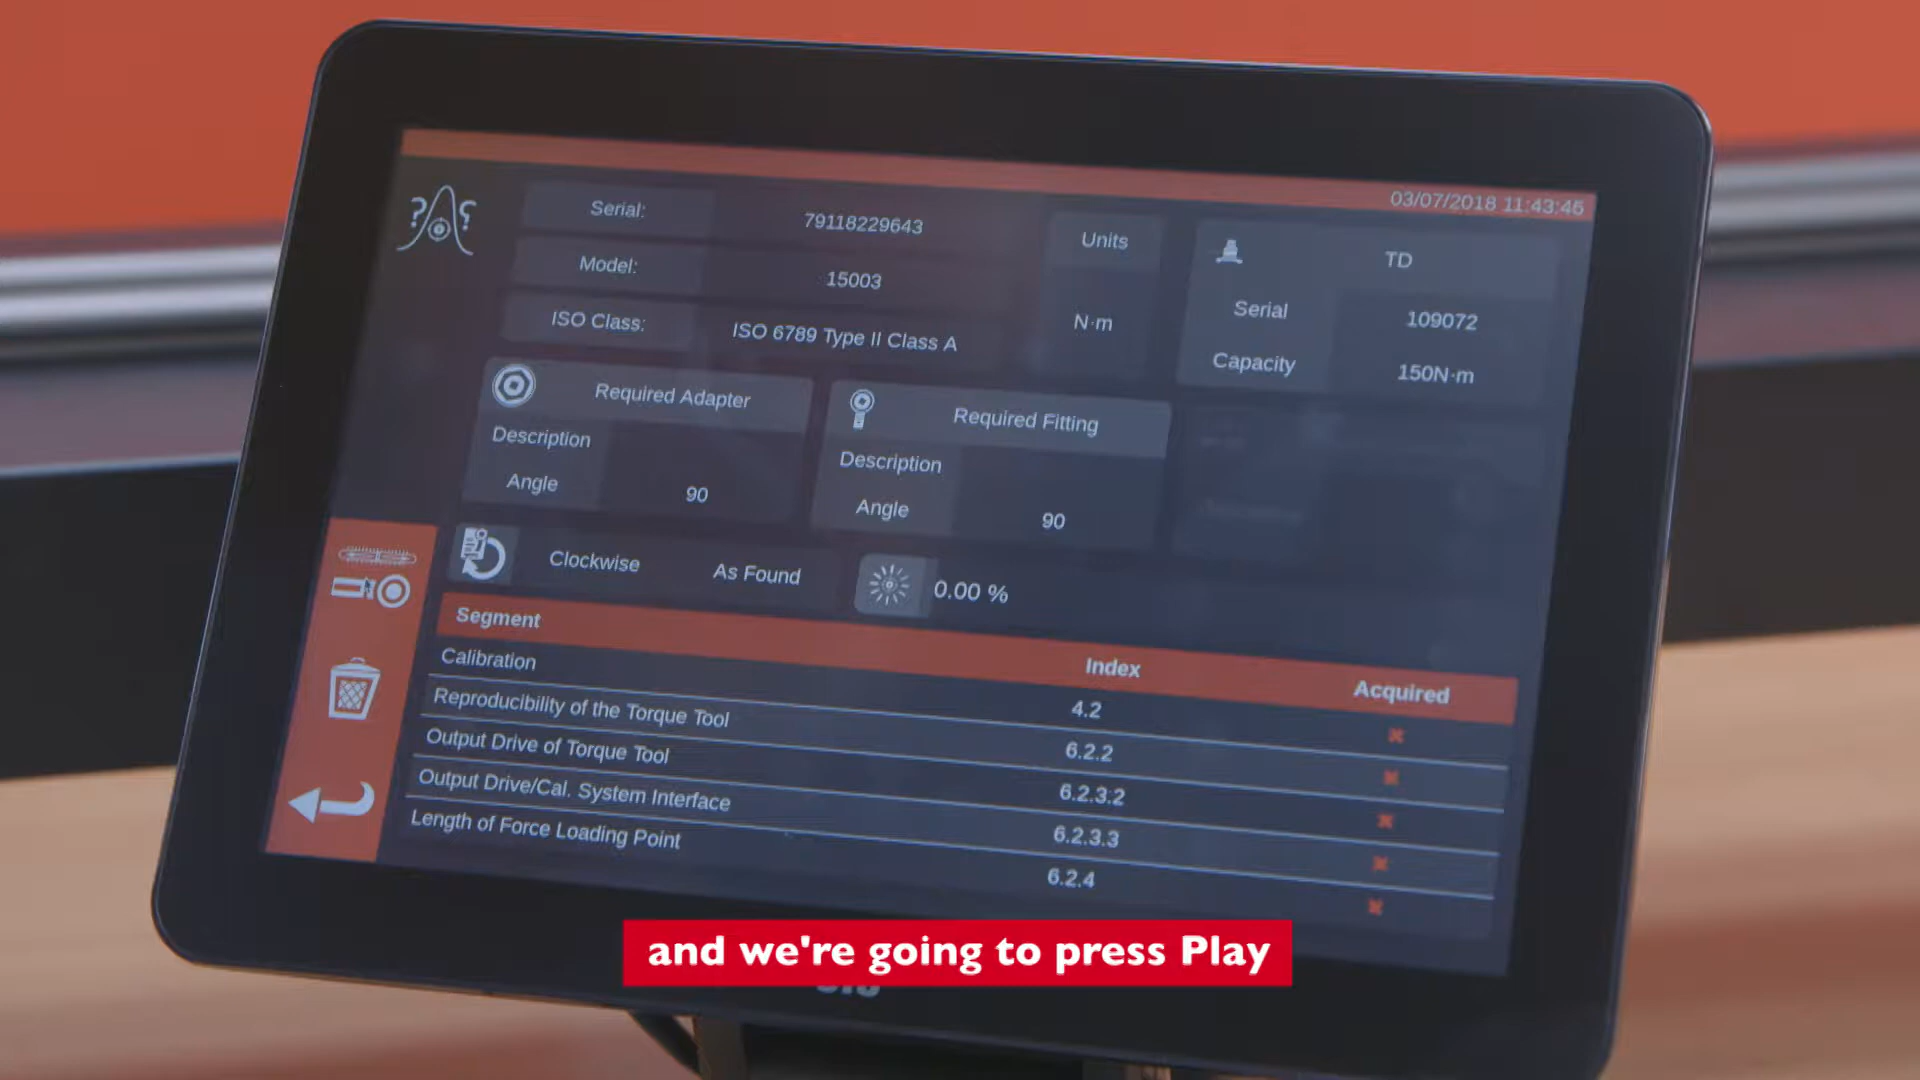 03/07/2018 11:43:45
Serial: 79118229643
Model: 15003
ISO Class: ISO 6789 Type II Class A
Units
N·m
TD
Serial 109072
Capacity 150N·m
Required Adapter
Description
Angle 90
Required Fitting
Description
Angle 90
Clockwise As Found 0.00 %
Segment Index Acquired
Calibration 4.2
Reproducibility of the Torque Tool 6.2.2
Output Drive of Torque Tool 6.2.3.2
Output Drive/Cal. System Interface 6.2.3.3
Length of Force Loading Point 6.2.4
and we're going to press Play